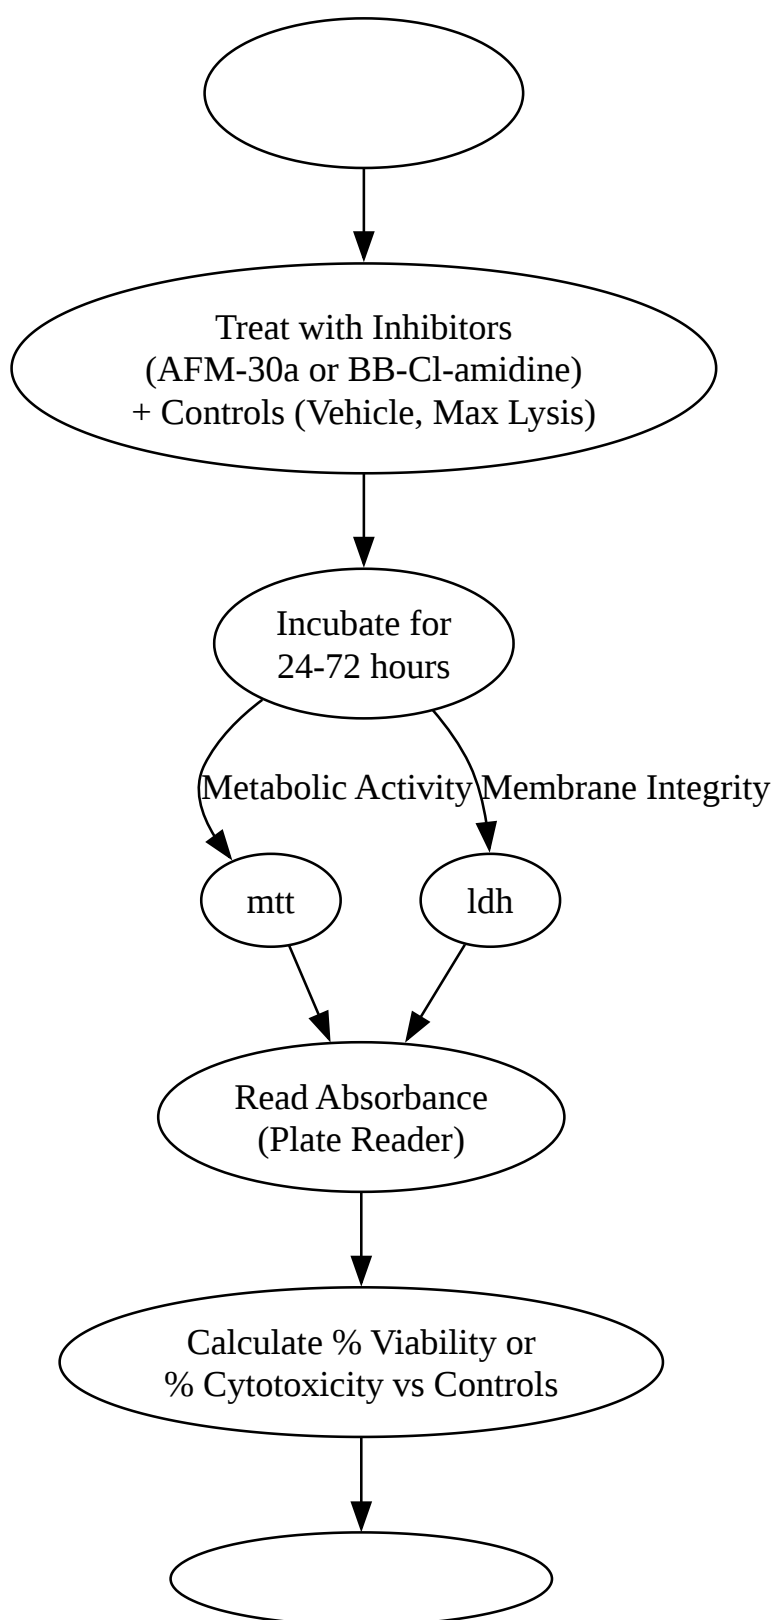 Treat with Inhibitors
(AFM-30a or BB-Cl-amidine)
+ Controls (Vehicle, Max Lysis)
Incubate for
24-72 hours
Metabolic Activity
Membrane Integrity
mtt
ldh
Read Absorbance
(Plate Reader)
Calculate % Viability or
% Cytotoxicity vs Controls